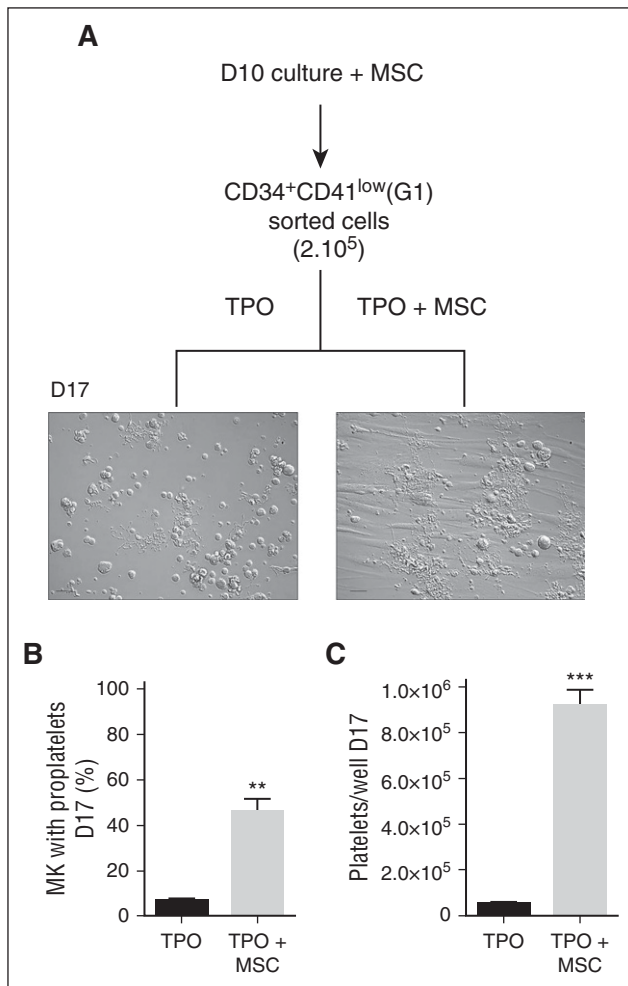 A
D10 culture + MSC
CD34⁺CD41ˡᵒʷ(G1)
sorted cells
(2.10⁵)
TPO
TPO + MSC
D17
B
MK with proplatelets
D17 (%)
100
80
60
40
20
0
**
TPO
TPO +
MSC
C
Platelets/well D17
1.0×10⁶
8.0×10⁵
6.0×10⁵
4.0×10⁵
2.0×10⁵
0
***
TPO
TPO +
MSC